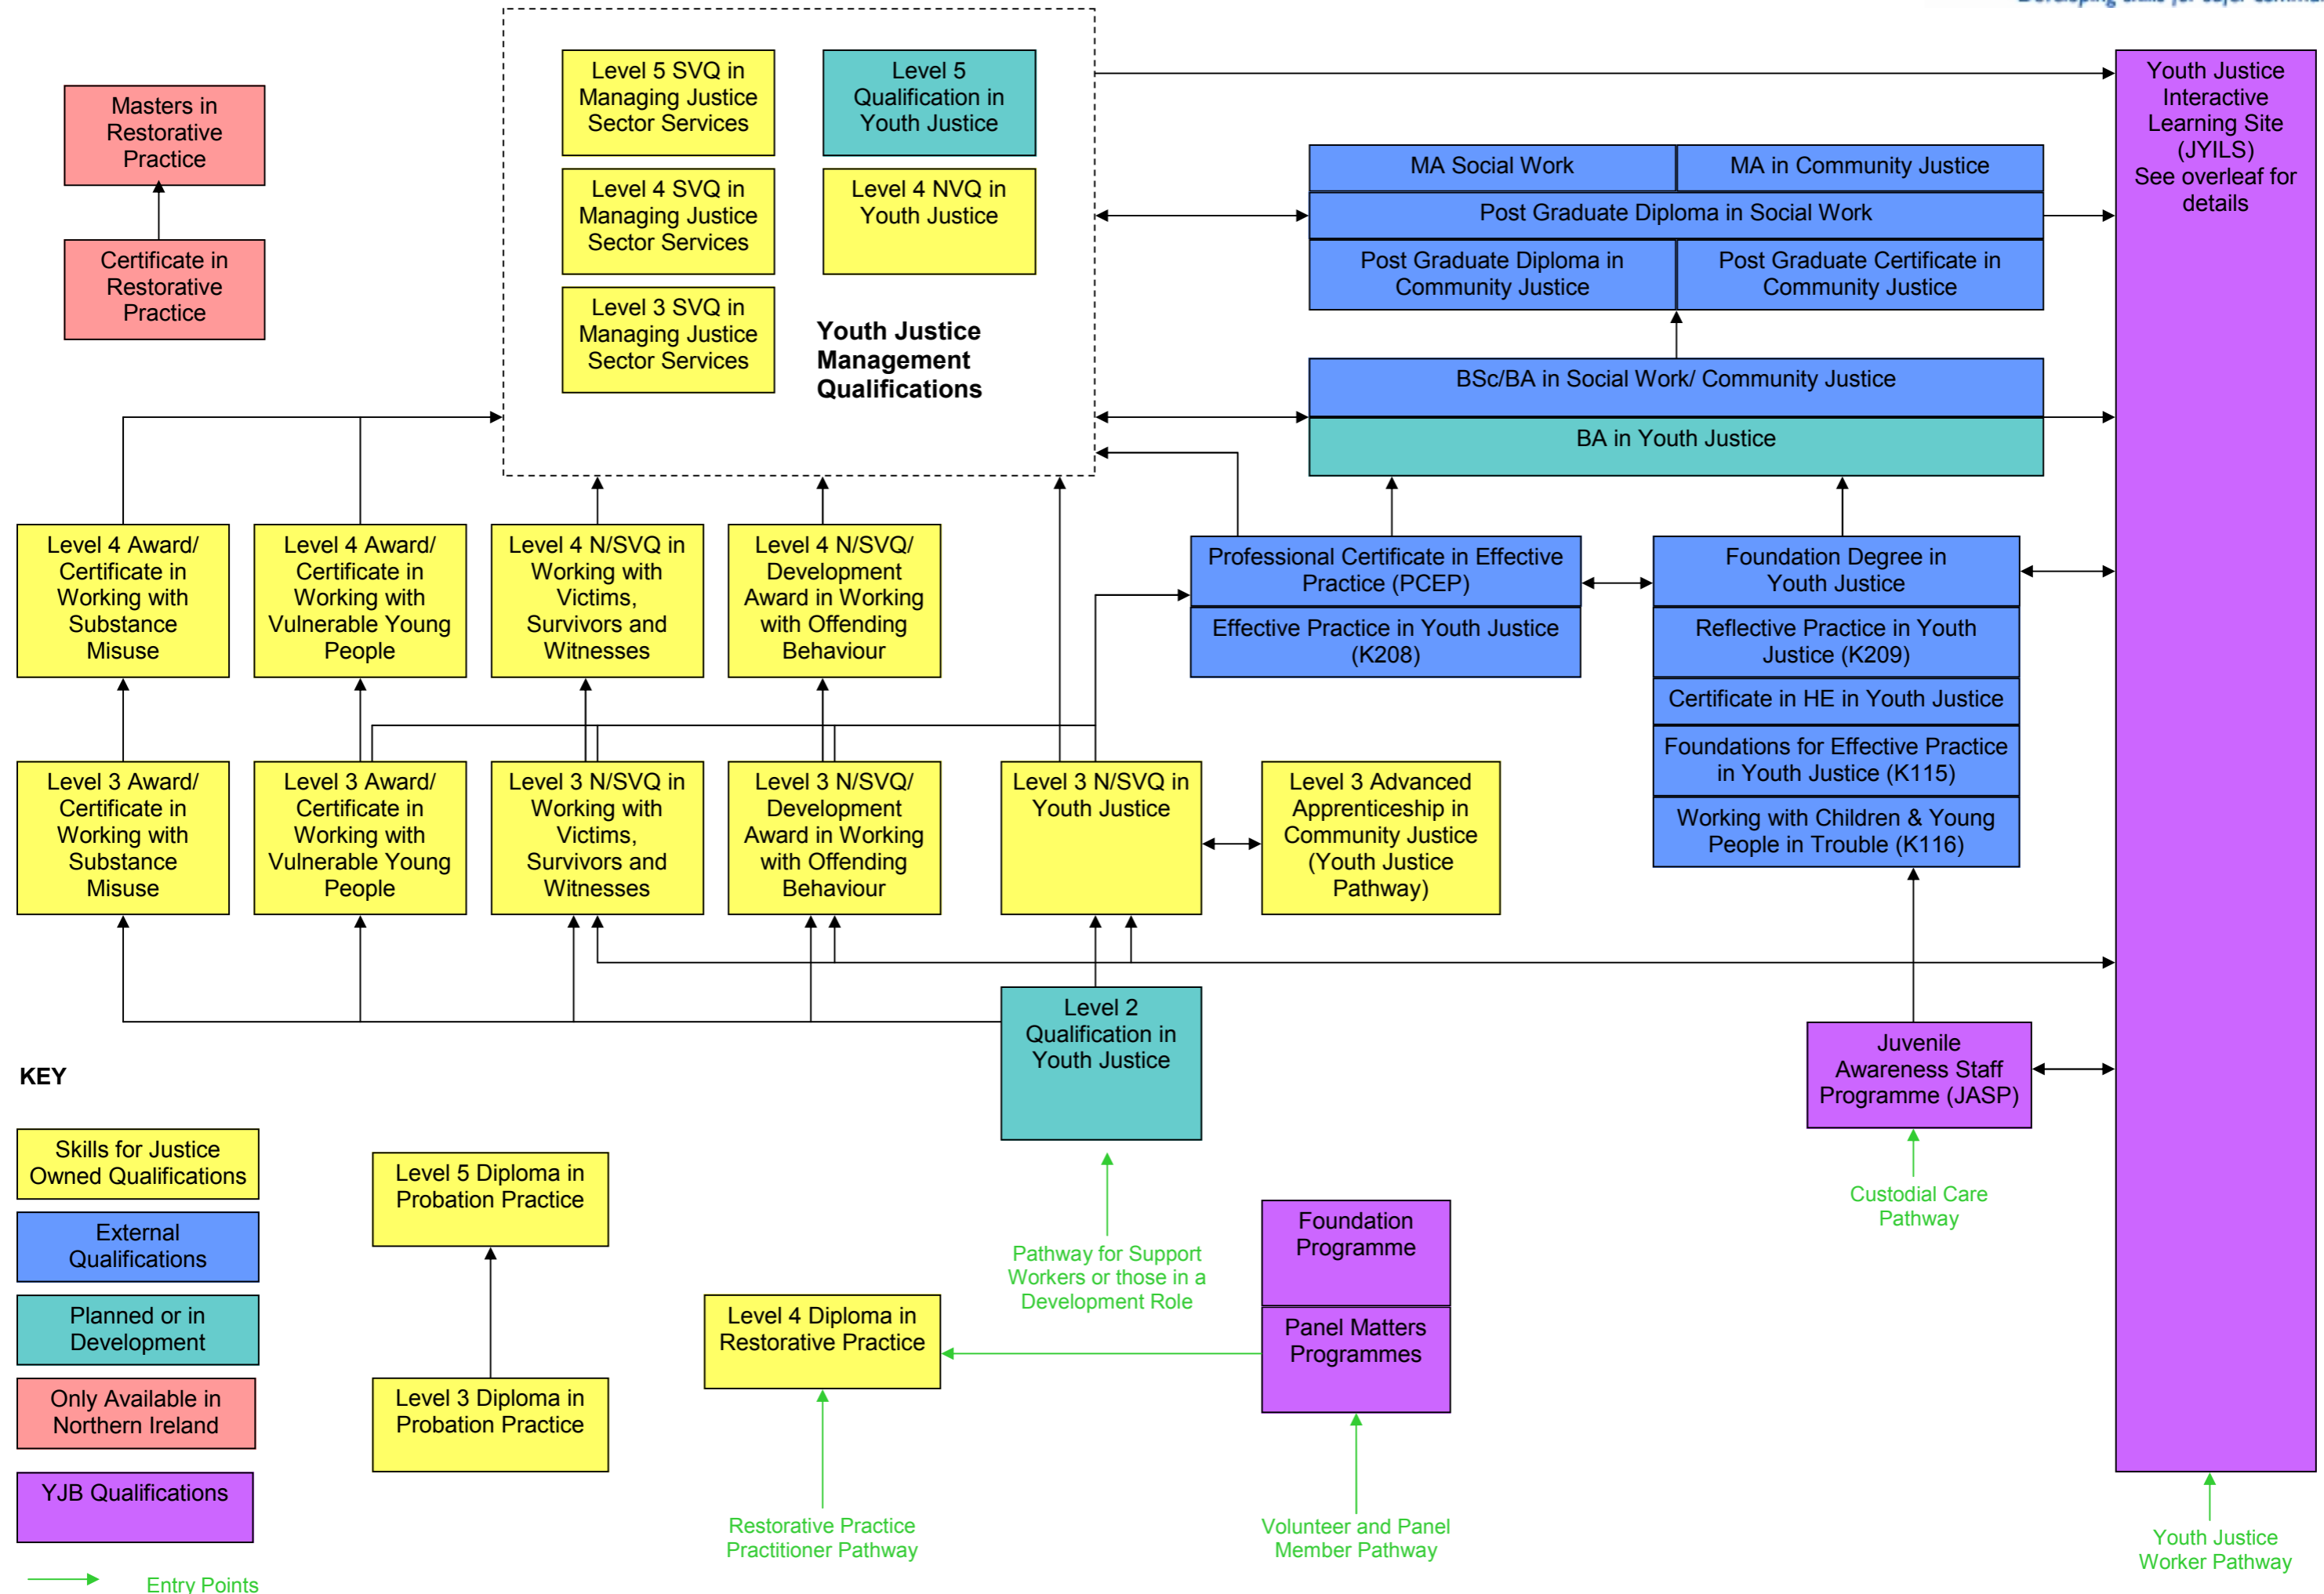 Developing skills for safer commu
Masters in
Restorative
Practice
Certificate in
Restorative
Practice
Level 5 SVQ in
Managing Justice
Sector Services
Level 5
Qualification in
Youth Justice
Level 4 SVQ in
Managing Justice
Sector Services
Level 4 NVQ in
Youth Justice
Level 3 SVQ in
Managing Justice
Sector Services
Youth Justice
Management
Qualifications
MA Social Work
MA in Community Justice
Post Graduate Diploma in Social Work
Post Graduate Diploma in
Community Justice
Post Graduate Certificate in
Community Justice
BSc/BA in Social Work/ Community Justice
BA in Youth Justice
Youth Justice
Interactive
Learning Site
(JYILS)
See overleaf for
details
Level 4 Award/
Certificate in
Working with
Substance
Misuse
Level 4 Award/
Certificate in
Working with
Vulnerable Young
People
Level 4 N/SVQ in
Working with
Victims,
Survivors and
Witnesses
Level 4 N/SVQ/
Development
Award in Working
with Offending
Behaviour
Professional Certificate in Effective
Practice (PCEP)
Effective Practice in Youth Justice
(K208)
Foundation Degree in
Youth Justice
Reflective Practice in Youth
Justice (K209)
Certificate in HE in Youth Justice
Foundations for Effective Practice
in Youth Justice (K115)
Working with Children & Young
People in Trouble (K116)
Level 3 Award/
Certificate in
Working with
Substance
Misuse
Level 3 Award/
Certificate in
Working with
Vulnerable Young
People
Level 3 N/SVQ in
Working with
Victims,
Survivors and
Witnesses
Level 3 N/SVQ/
Development
Award in Working
with Offending
Behaviour
Level 3 N/SVQ in
Youth Justice
Level 3 Advanced
Apprenticeship in
Community Justice
(Youth Justice
Pathway)
Level 2
Qualification in
Youth Justice
Juvenile
Awareness Staff
Programme (JASP)
Custodial Care
Pathway
Pathway for Support
Workers or those in a
Development Role
KEY
Skills for Justice
Owned Qualifications
External
Qualifications
Planned or in
Development
Only Available in
Northern Ireland
YJB Qualifications
Entry Points
Level 5 Diploma in
Probation Practice
Level 3 Diploma in
Probation Practice
Level 4 Diploma in
Restorative Practice
Foundation
Programme
Panel Matters
Programmes
Restorative Practice
Practitioner Pathway
Volunteer and Panel
Member Pathway
Youth Justice
Worker Pathway